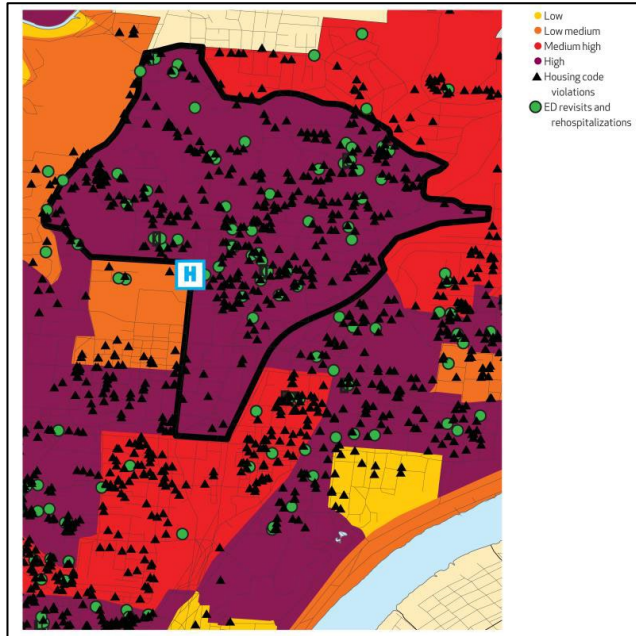 Low
Low medium
Medium high
High
Housing code
violations
ED revisits and
rehospitalizations
H